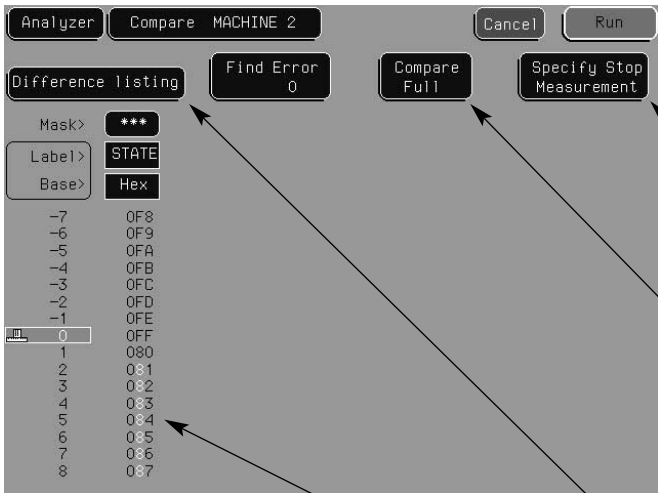 Analyzer Compare MACHINE 2 Cancel Run
Difference listing Find Error 0 Compare Full Specify Stop Measurement
Mask> ***
Label> STATE
Base> Hex
-7 0F8
-6 0F9
-5 0FA
-4 0FB
-3 0FC
-2 0FD
-1 0FE
0 0FF
1 080
2 081
3 082
4 083
5 084
6 085
7 086
8 087